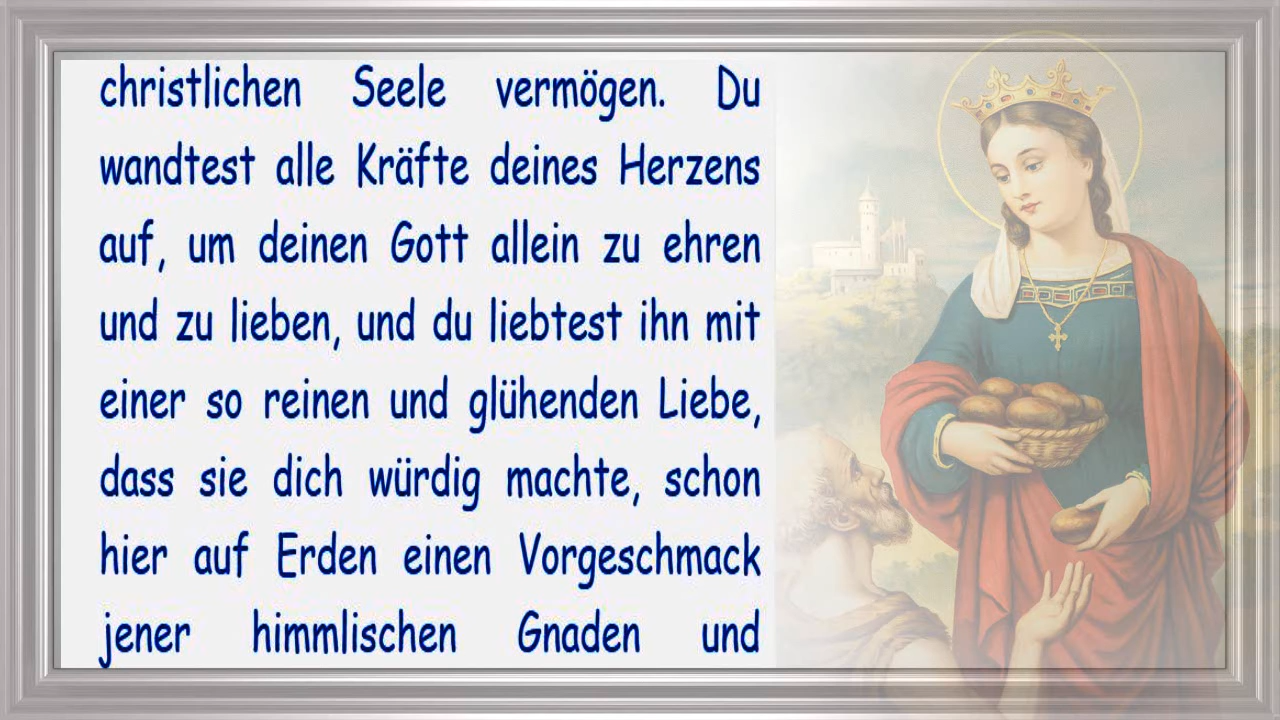 christlichen Seele vermögen. Du
wandtest alle Kräfte deines Herzens
auf, um deinen Gott allein zu ehren
und zu lieben, und du liebtest ihn mit
einer so reinen und glühenden Liebe,
dass sie dich würdig machte, schon
hier auf Erden einen Vorgeschmack
jener himmlischen Gnaden und